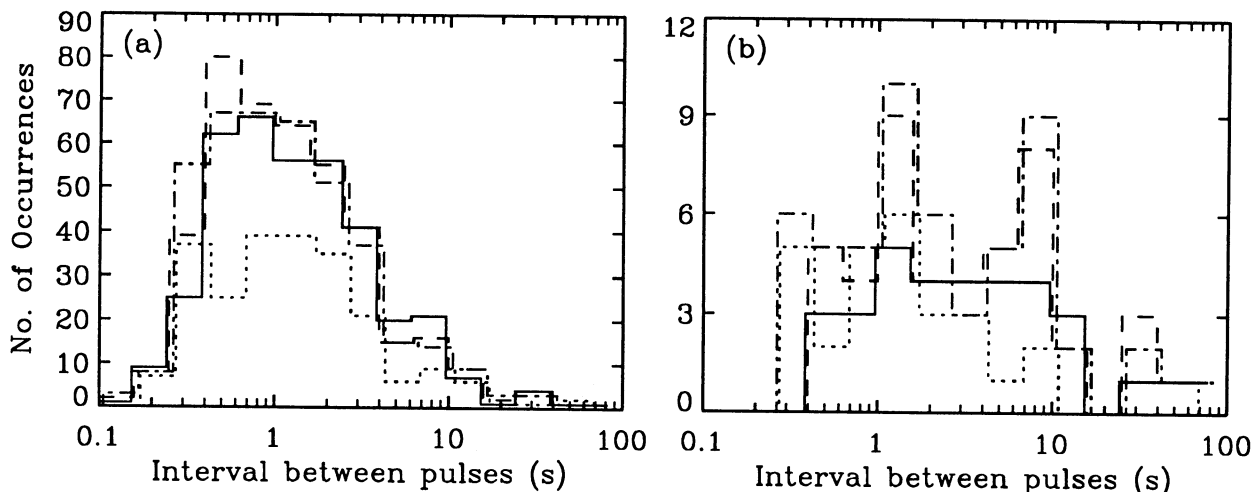 (a)
No. of Occurrences
90
80
70
60
50
40
30
20
10
0
0.1 1 10 100
Interval between pulses (s)
(b)
12
9
6
3
0
0.1 1 10 100
Interval between pulses (s)